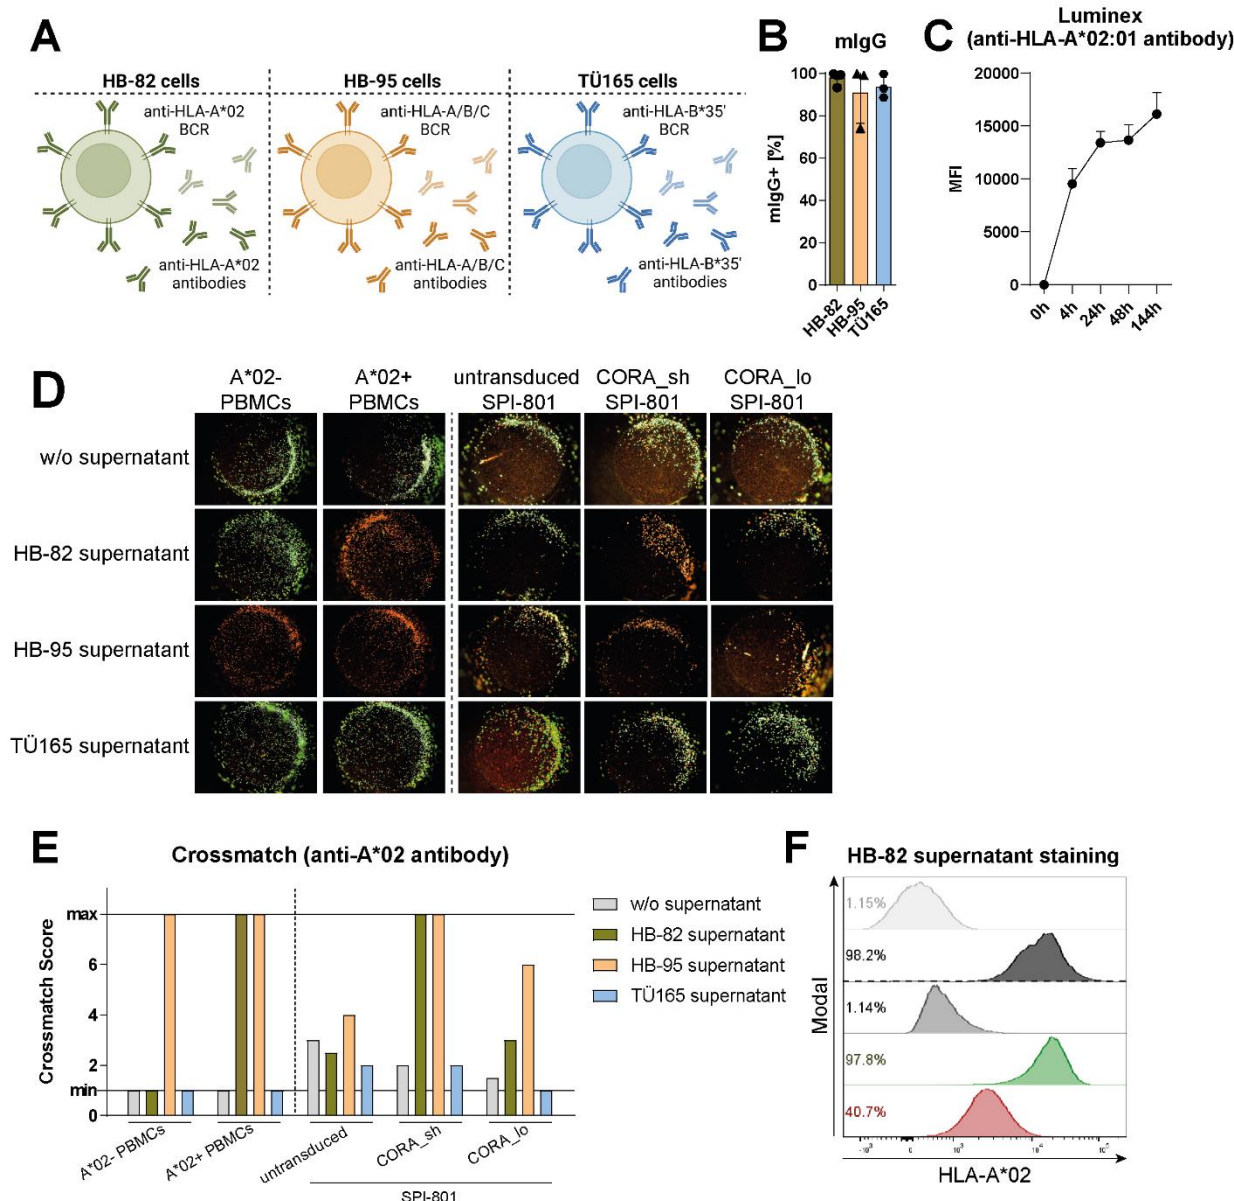 A
HB-82 cells
HB-95 cells
TÜ165 cells
anti-HLA-A*02
BCR
anti-HLA-A/B/C
BCR
anti-HLA-B*35'
BCR
anti-HLA-A*02
antibodies
anti-HLA-A/B/C
antibodies
anti-HLA-B*35'
antibodies
B
mIgG
mIgG+ [%]
100
80
60
40
20
0
HB-82
HB-95
TÜ165
C
Luminex
(anti-HLA-A*02:01 antibody)
MFI
20000
15000
10000
5000
0
0h
4h
24h
48h
144h
D
A*02-
PBMCs
A*02+
PBMCs
untransduced
SPI-801
CORA_sh
SPI-801
CORA_lo
SPI-801
w/o supernatant
HB-82 supernatant
HB-95 supernatant
TÜ165 supernatant
E
Crossmatch (anti-A*02 antibody)
Crossmatch Score
max
6
4
2
min
0
A*02- PBMCs
A*02+ PBMCs
untransduced
CORA_sh
CORA_lo
SPI-801
w/o supernatant
HB-82 supernatant
HB-95 supernatant
TÜ165 supernatant
F
HB-82 supernatant staining
Modal
1.15%
98.2%
1.14%
97.8%
40.7%
-10³
0
10³
10⁴
10⁵
HLA-A*02